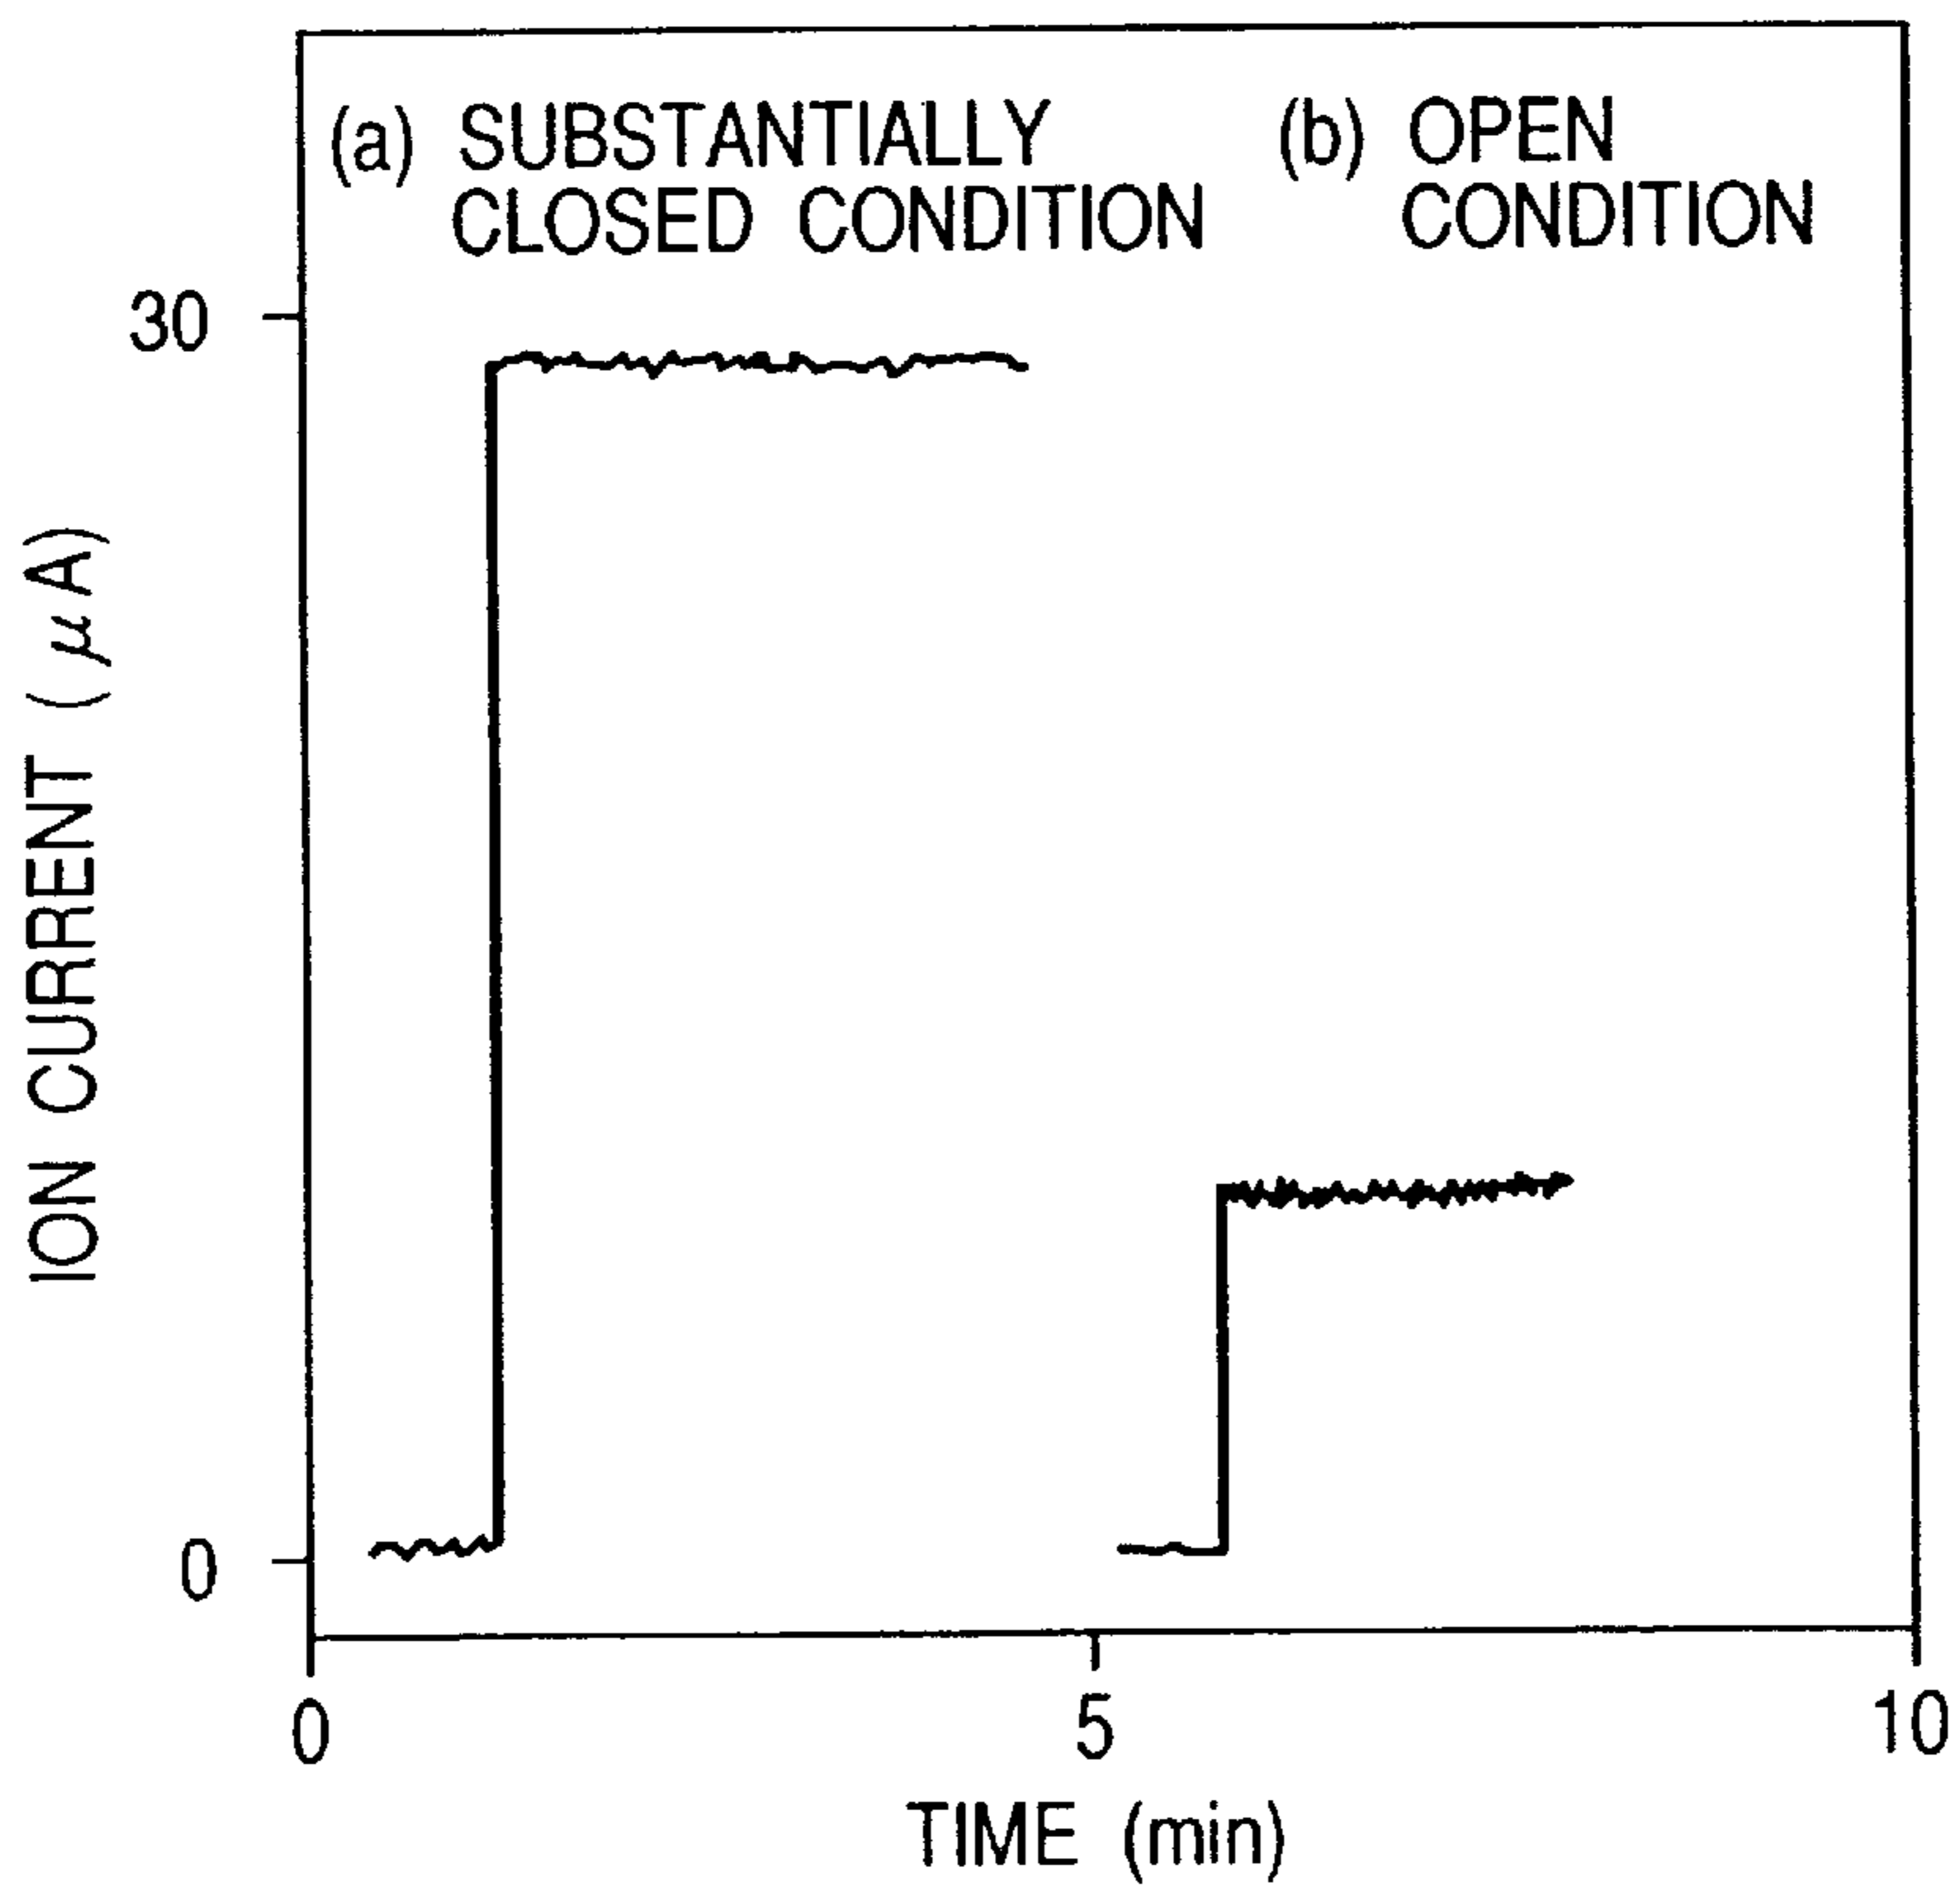 (a) SUBSTANTIALLY
CLOSED CONDITION
(b) OPEN
CONDITION
30
0
ION CURRENT (μA)
0 5 10
TIME (min)